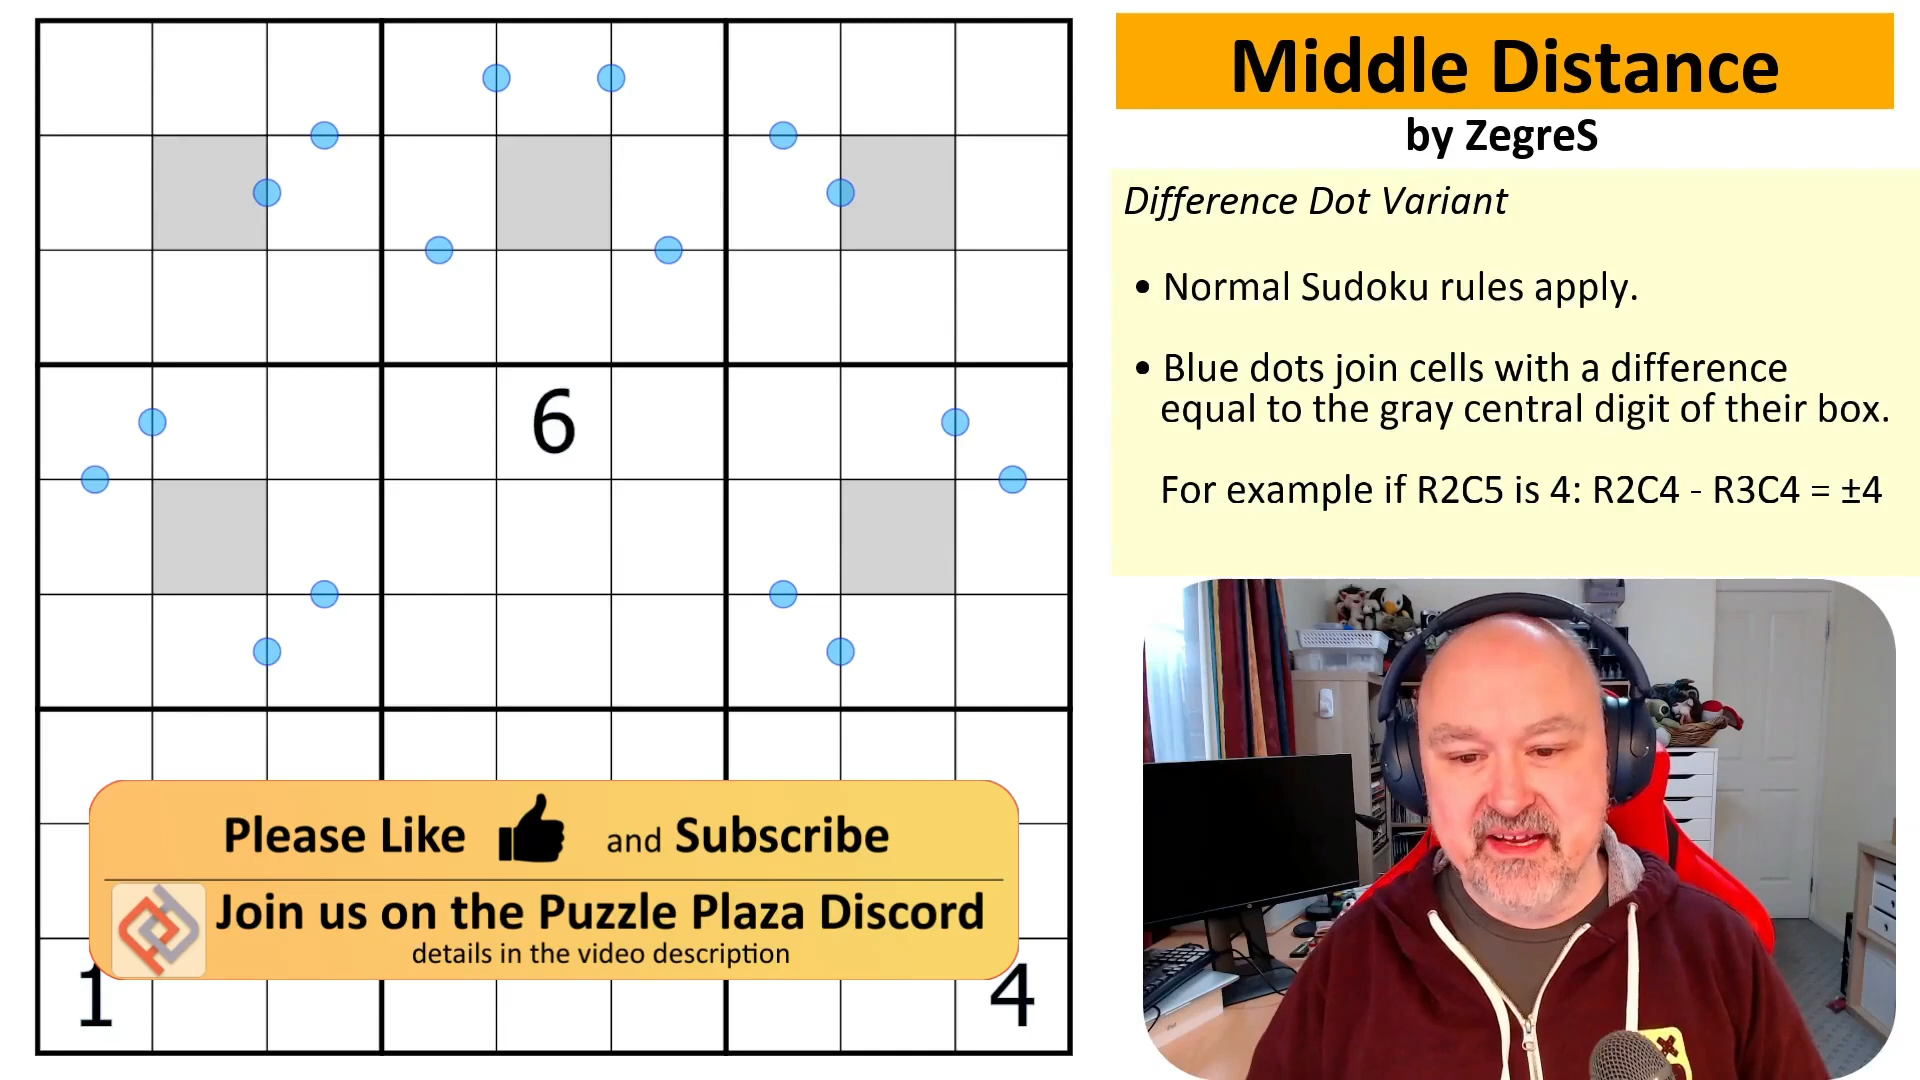 Middle Distance
by ZegreS
Difference Dot Variant
• Normal Sudoku rules apply.
• Blue dots join cells with a difference
equal to the gray central digit of their box.
For example if R2C5 is 4: R2C4 - R3C4 = ±4
6
Please Like and Subscribe
Join us on the Puzzle Plaza Discord
details in the video description
1
4